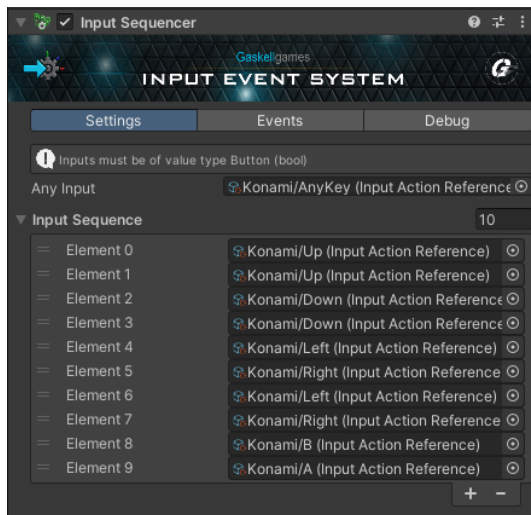 Input Sequencer
Gaskellgames
INPUT EVENT SYSTEM
Settings Events Debug
Inputs must be of value type Button (bool)
Any Input Konami/AnyKey (Input Action Reference
Input Sequence 10
Element 0 Konami/Up (Input Action Reference)
Element 1 Konami/Up (Input Action Reference)
Element 2 Konami/Down (Input Action Reference
Element 3 Konami/Down (Input Action Reference
Element 4 Konami/Left (Input Action Reference)
Element 5 Konami/Right (Input Action Reference
Element 6 Konami/Left (Input Action Reference)
Element 7 Konami/Right (Input Action Reference
Element 8 Konami/B (Input Action Reference)
Element 9 Konami/A (Input Action Reference)
+ −